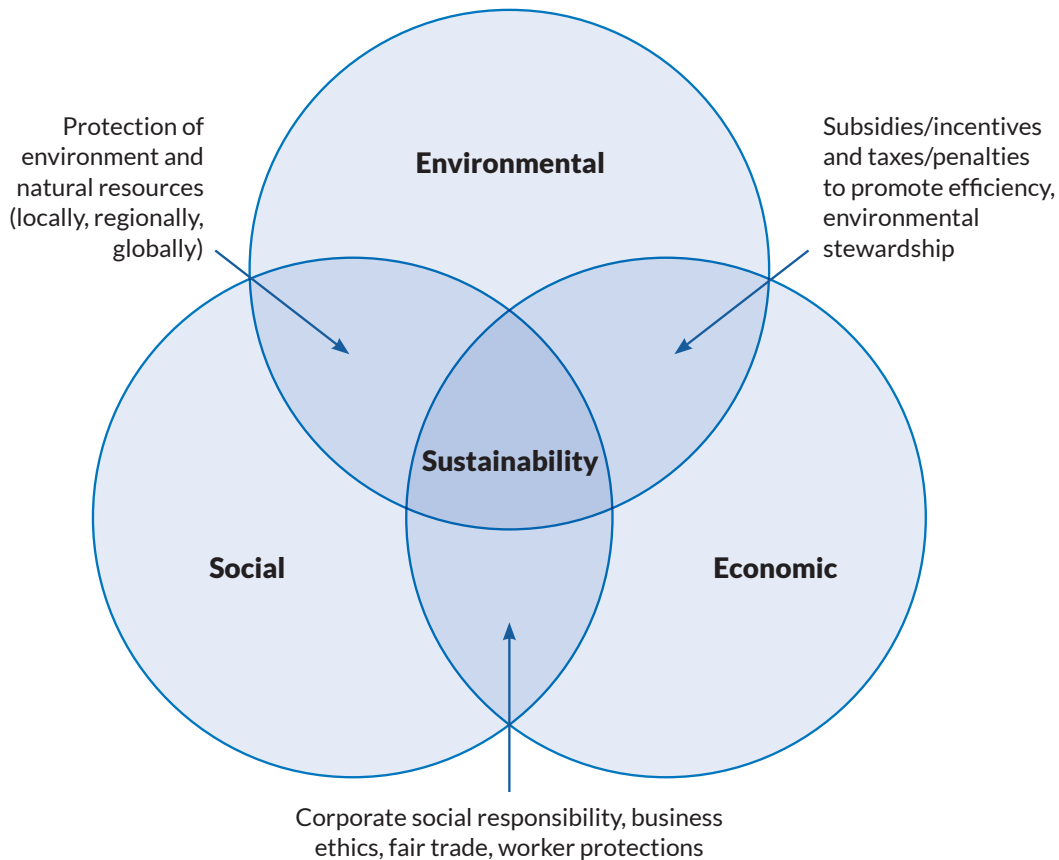 Protection of
environment and
natural resources
(locally, regionally,
globally)
Environmental
Subsidies/incentives
and taxes/penalties
to promote efficiency,
environmental
stewardship
Sustainability
Social
Economic
Corporate social responsibility, business
ethics, fair trade, worker protections